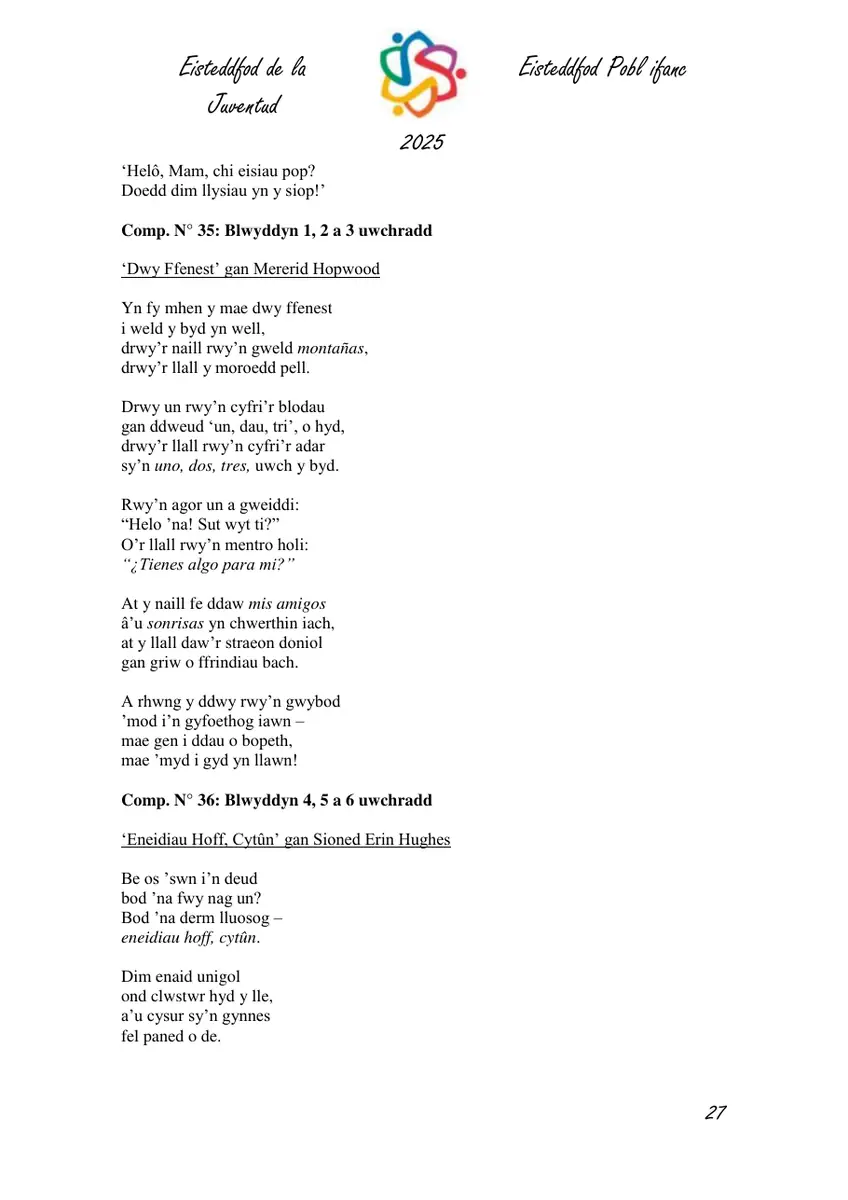 Eisteddfod de la
Juventud
Eisteddfod Pobl ifanc
2025
‘Helô, Mam, chi eisiau pop?
Doedd dim llysiau yn y siop!’
Comp. N° 35: Blwyddyn 1, 2 a 3 uwchradd
‘Dwy Ffenest’ gan Mererid Hopwood
Yn fy mhen y mae dwy ffenest
i weld y byd yn well,
drwy’r naill rwy’n gweld montañas,
drwy’r llall y moroedd pell.
Drwy un rwy’n cyfri’r blodau
gan ddweud ‘un, dau, tri’, o hyd,
drwy’r llall rwy’n cyfri’r adar
sy’n uno, dos, tres, uwch y byd.
Rwy’n agor un a gweiddi:
“Helo ’na! Sut wyt ti?”
O’r llall rwy’n mentro holi:
“¿Tienes algo para mi?”
At y naill fe ddaw mis amigos
â’u sonrisas yn chwerthin iach,
at y llall daw’r straeon doniol
gan griw o ffrindiau bach.
A rhwng y ddwy rwy’n gwybod
’mod i’n gyfoethog iawn –
mae gen i ddau o bopeth,
mae ’myd i gyd yn llawn!
Comp. N° 36: Blwyddyn 4, 5 a 6 uwchradd
‘Eneidiau Hoff, Cytûn’ gan Sioned Erin Hughes
Be os ’swn i’n deud
bod ’na fwy nag un?
Bod ’na derm lluosog –
eneidiau hoff, cytûn.
Dim enaid unigol
ond clwstwr hyd y lle,
a’u cysur sy’n gynnes
fel paned o de.
27